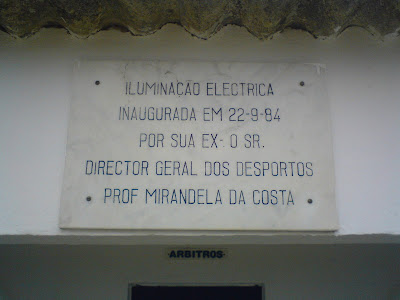 ILUMINAÇÃO ELECTRICA
INAUGURADA EM 22-9-84
POR SUA EX- O SR.
DIRECTOR GERAL DOS DESPORTOS
PROF MIRANDELA DA COSTA
ARBITROS